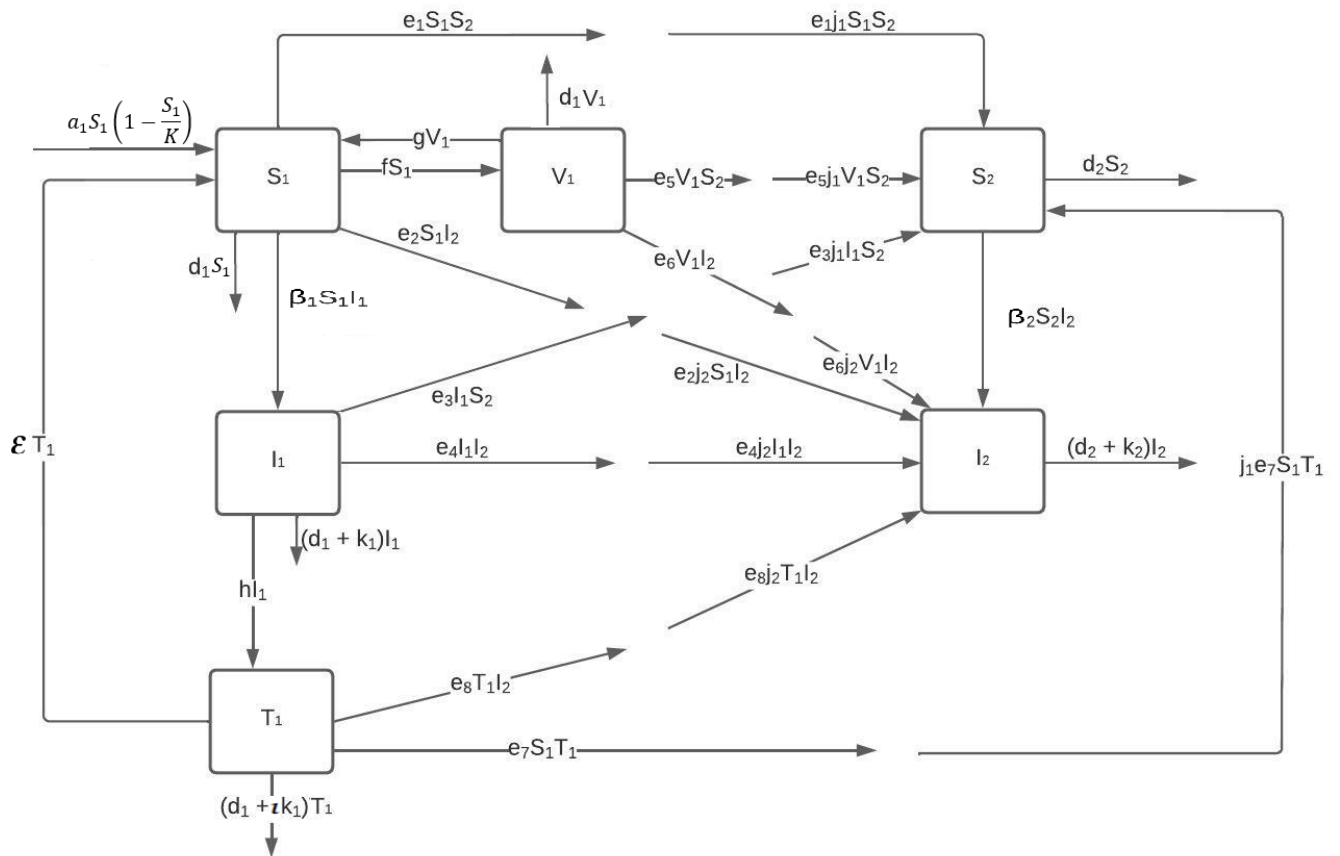 e₁S₁S₂
e₁j₁S₁S₂
a₁S₁(1 − S₁/K)
d₁V₁
S₁
gV₁
fS₁
V₁
e₅V₁S₂
e₅j₁V₁S₂
S₂
d₂S₂
e₂S₁I₂
e₆V₁I₂
e₃j₁I₁S₂
d₁S₁
β₁S₁I₁
β₂S₂I₂
e₂j₂S₁I₂
e₆j₂V₁I₂
e₃I₁S₂
ℰ T₁
I₁
e₄I₁I₂
e₄j₂I₁I₂
I₂
(d₂ + k₂)I₂
j₁e₇S₁T₁
(d₁ + k₁)I₁
hI₁
e₈j₂T₁I₂
e₈T₁I₂
T₁
e₇S₁T₁
(d₁ + ιk₁)T₁